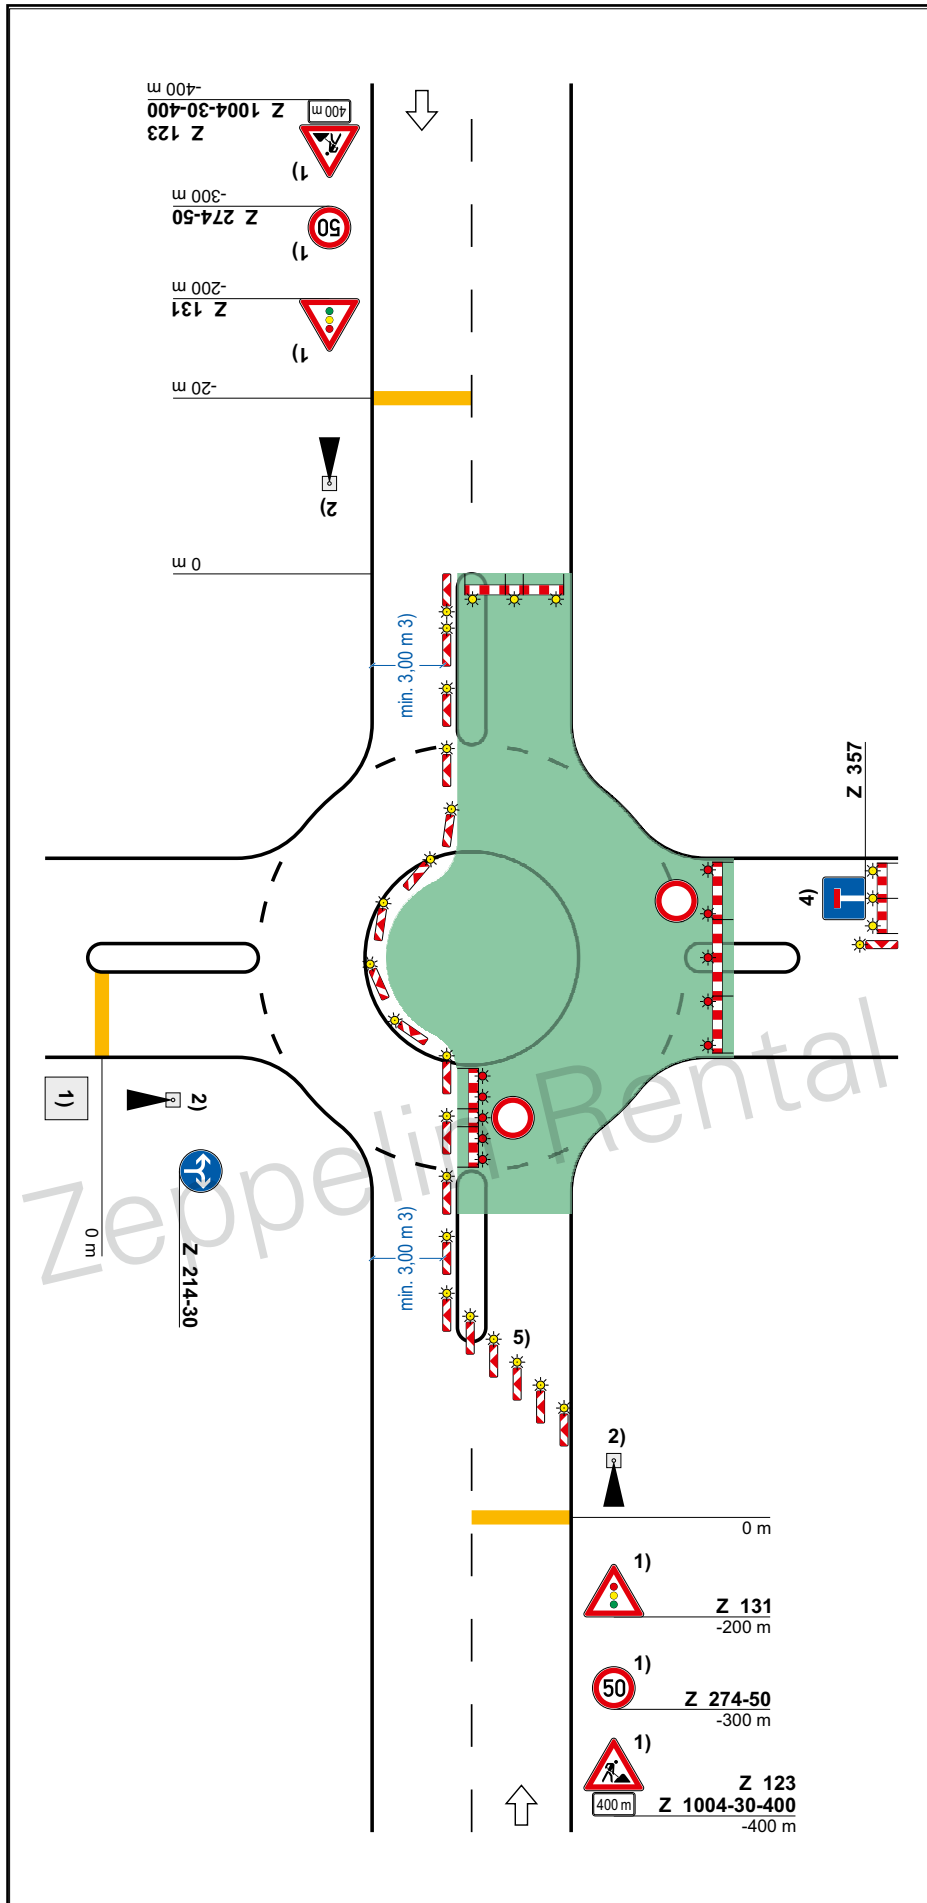 -400 m
Z 1004-30-400
400 m
Z 123
1)
-300 m
Z 274-50
50
1)
-200 m
Z 131
1)
-20 m
2)
0 m
min. 3,00 m 3)
Z 357
4)
1)
2)
0 m
Z 214-30
min. 3,00 m 3)
Zeppelin Rental
5)
2)
0 m
1)
Z 131
-200 m
1)
50
Z 274-50
-300 m
1)
Z 123
400 m
Z 1004-30-400
-400 m